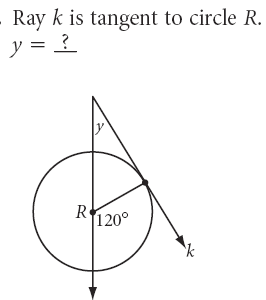 . Ray k is tangent to circle R.
y = ?
y
R
120°
k